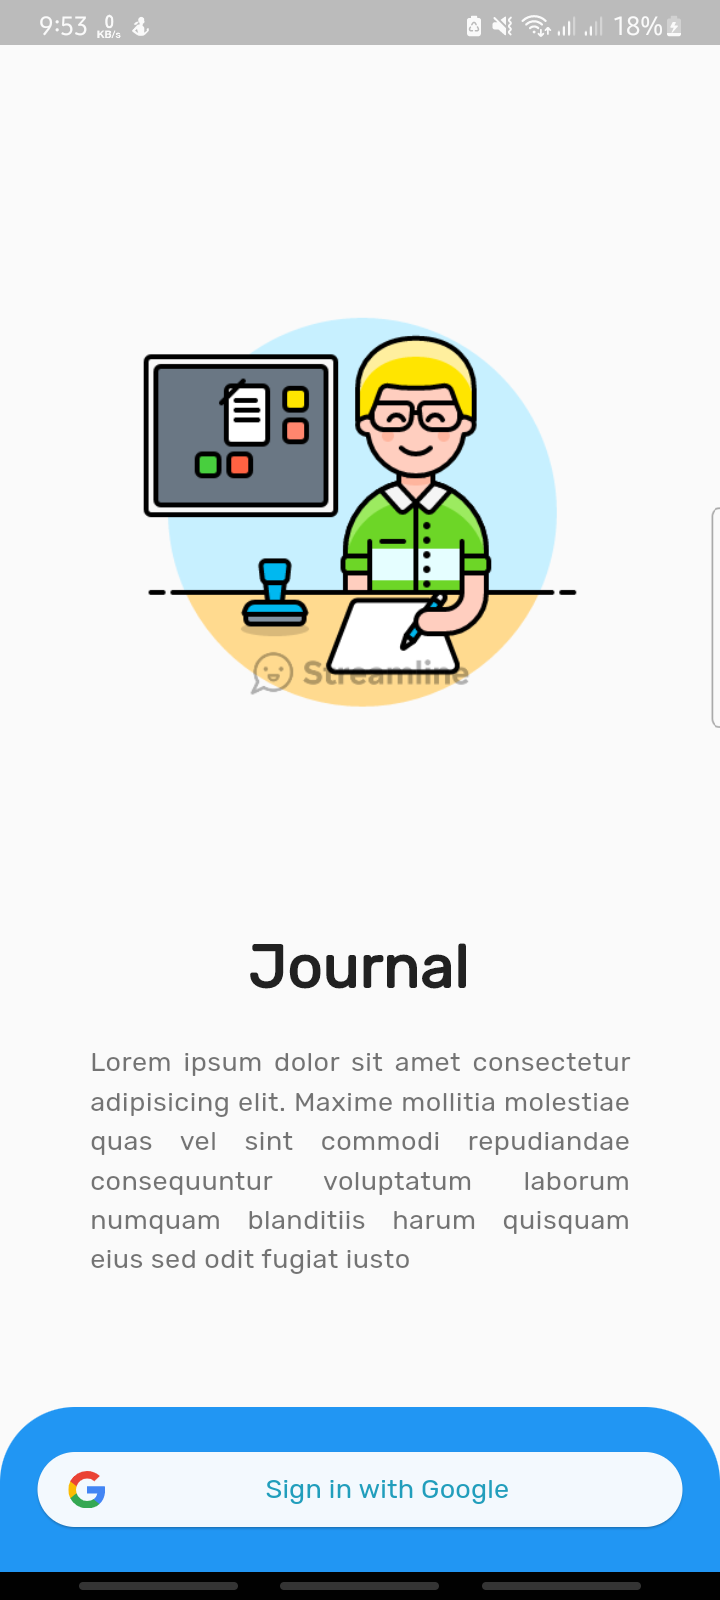 9:53 0 KB/s 18%
Streamline
Journal
Lorem ipsum dolor sit amet consectetur
adipisicing elit. Maxime mollitia molestiae
quas vel sint commodi repudiandae
consequuntur voluptatum laborum
numquam blanditiis harum quisquam
eius sed odit fugiat iusto
Sign in with Google